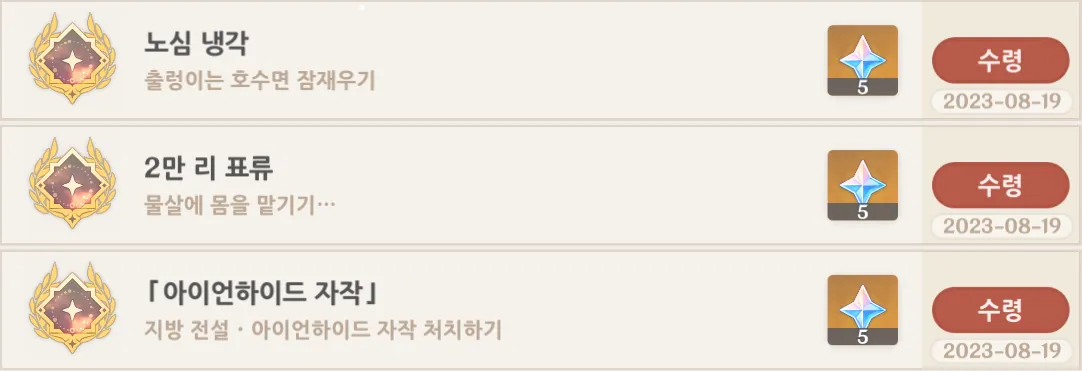 노심 냉각
출렁이는 호수면 잠재우기
5
수령
2023-08-19
2만 리 표류
물살에 몸을 맡기기…
5
수령
2023-08-19
「아이언하이드 자작」
지방 전설 · 아이언하이드 자작 처치하기
5
수령
2023-08-19